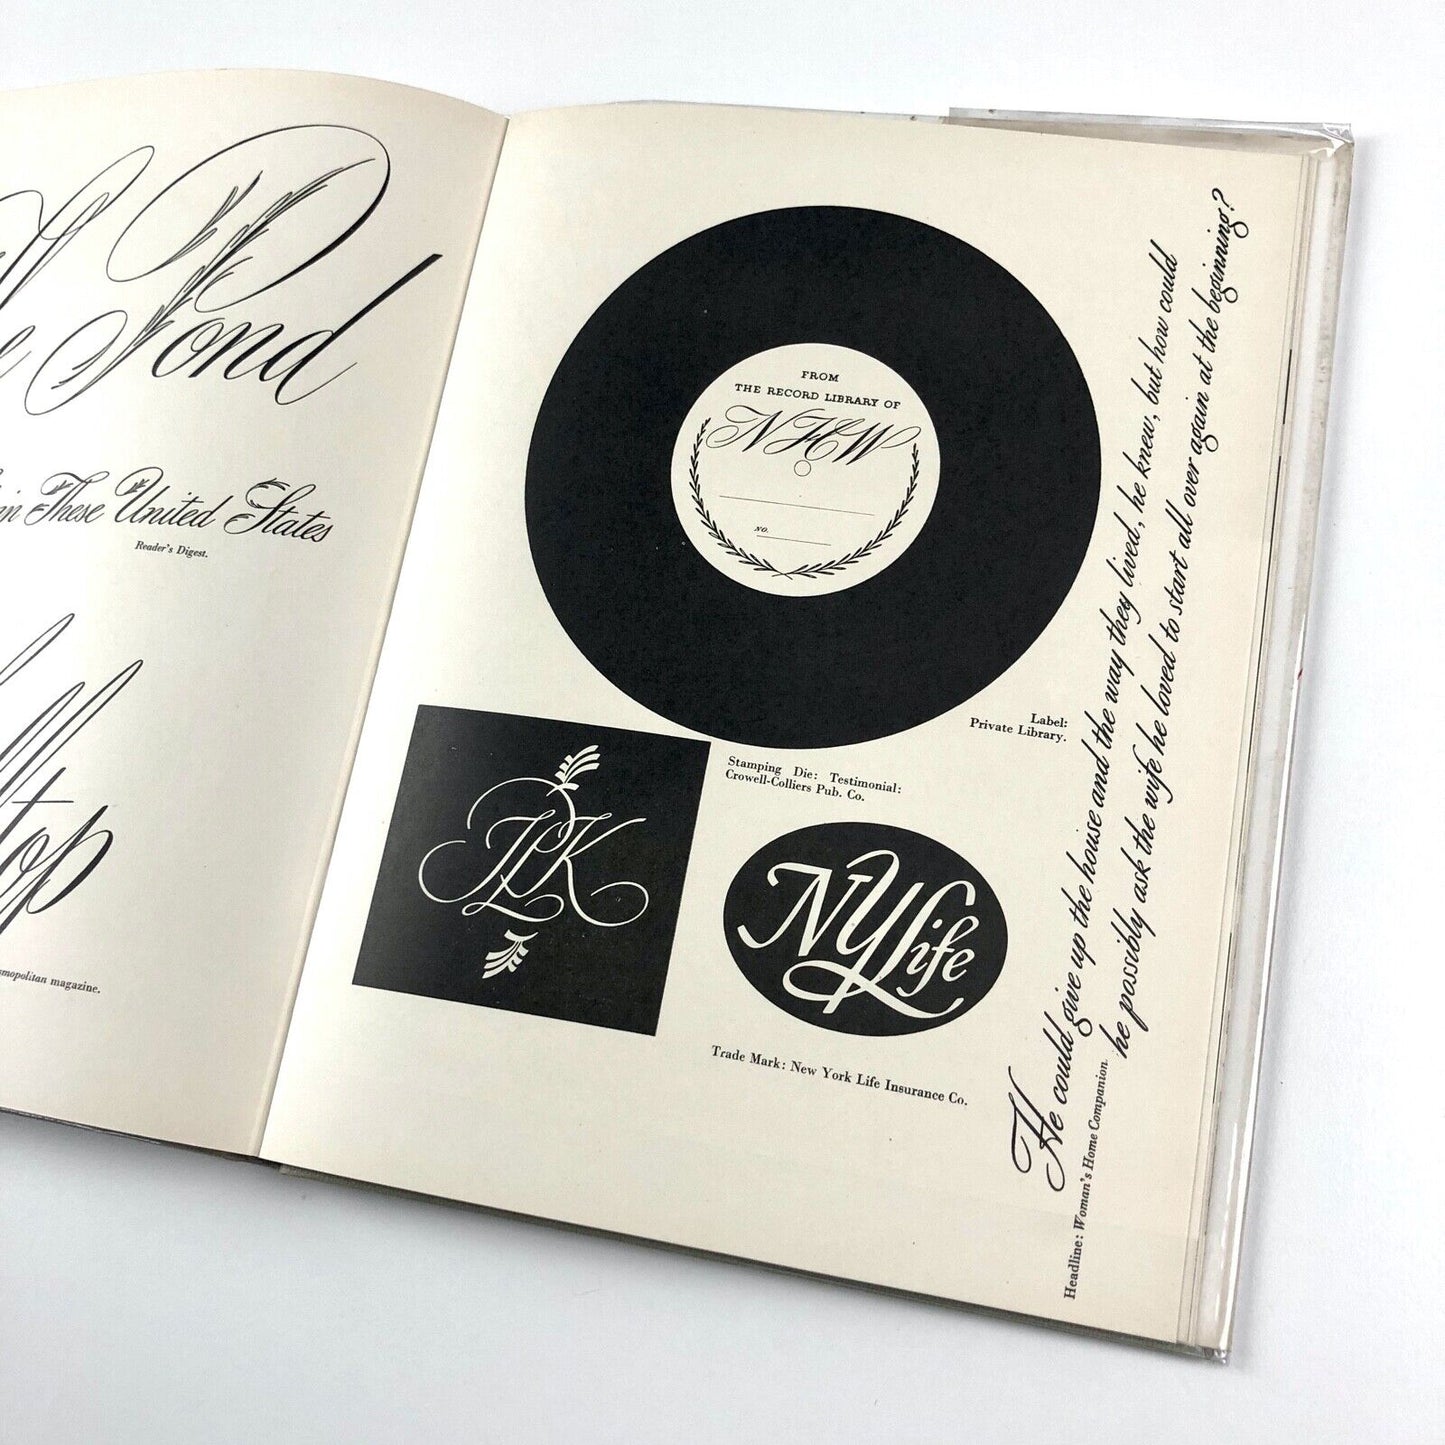 Pond
in These United States
Reader's Digest.
magazine.
FROM
THE RECORD LIBRARY OF
NHW
NO.
Label:
Private Library.
Stamping Die: Testimonial:
Crowell-Colliers Pub. Co.
NYLife
Trade Mark: New York Life Insurance Co.
He could give up the house and the way they lived, he knew, but how could
he possibly ask the wife he loved to start all over again at the beginning?
Headline: Woman's Home Companion.